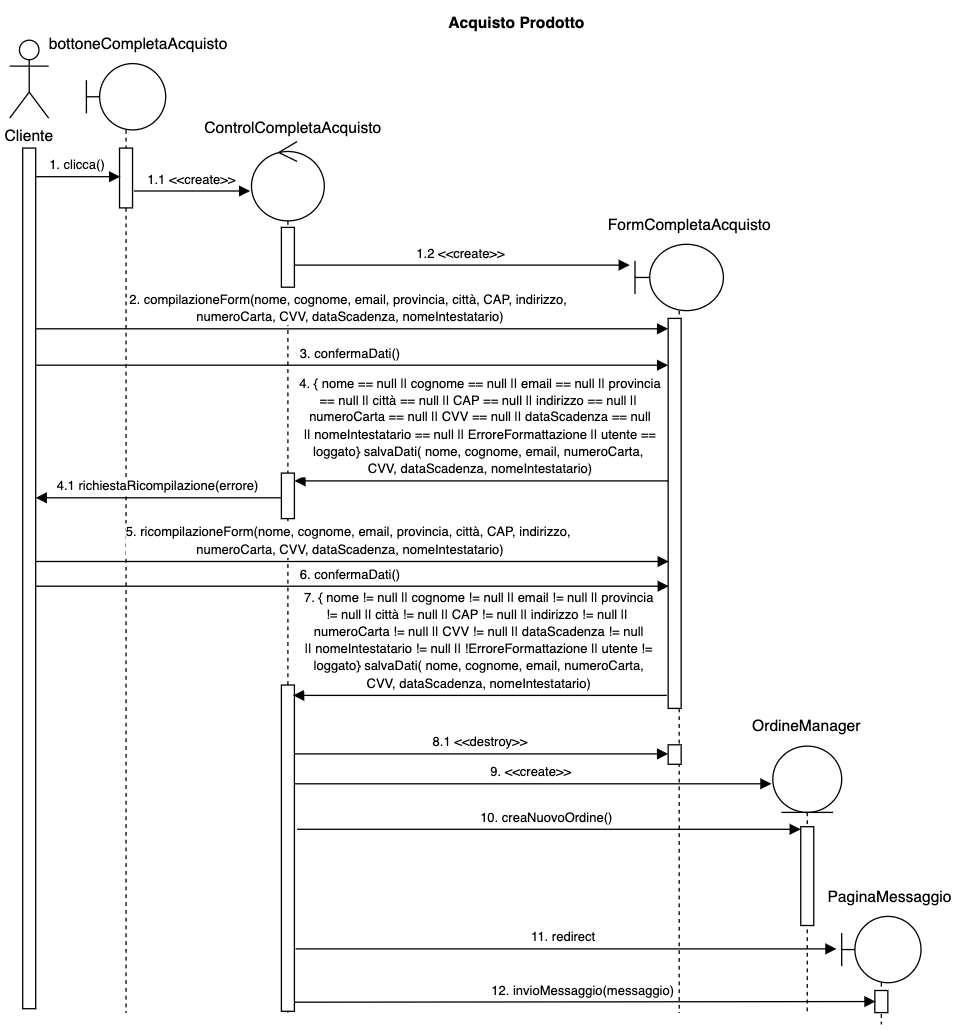 Acquisto Prodotto
bottoneCompletaAcquisto
Cliente
ControlCompletaAcquisto
1. clicca()
1.1 <<create>>
FormCompletaAcquisto
1.2 <<create>>
2. compilazioneForm(nome, cognome, email, provincia, città, CAP, indirizzo,
numeroCarta, CVV, dataScadenza, nomeIntestatario)
3. confermaDati()
4. { nome == null || cognome == null || email == null || provincia
== null || città == null || CAP == null || indirizzo == null ||
numeroCarta == null || CVV == null || dataScadenza == null
|| nomeIntestatario == null || ErroreFormattazione || utente ==
loggato} salvaDati( nome, cognome, email, numeroCarta,
CVV, dataScadenza, nomeIntestatario)
4.1 richiestaRicompilazione(errore)
5. ricompilazioneForm(nome, cognome, email, provincia, città, CAP, indirizzo,
numeroCarta, CVV, dataScadenza, nomeIntestatario)
6. confermaDati()
7. { nome != null || cognome != null || email != null || provincia
!= null || città != null || CAP != null || indirizzo != null ||
numeroCarta != null || CVV != null || dataScadenza != null
|| nomeIntestatario != null || !ErroreFormattazione || utente !=
loggato} salvaDati( nome, cognome, email, numeroCarta,
CVV, dataScadenza, nomeIntestatario)
OrdineManager
8.1 <<destroy>>
9. <<create>>
10. creaNuovoOrdine()
PaginaMessaggio
11. redirect
12. invioMessaggio(messaggio)